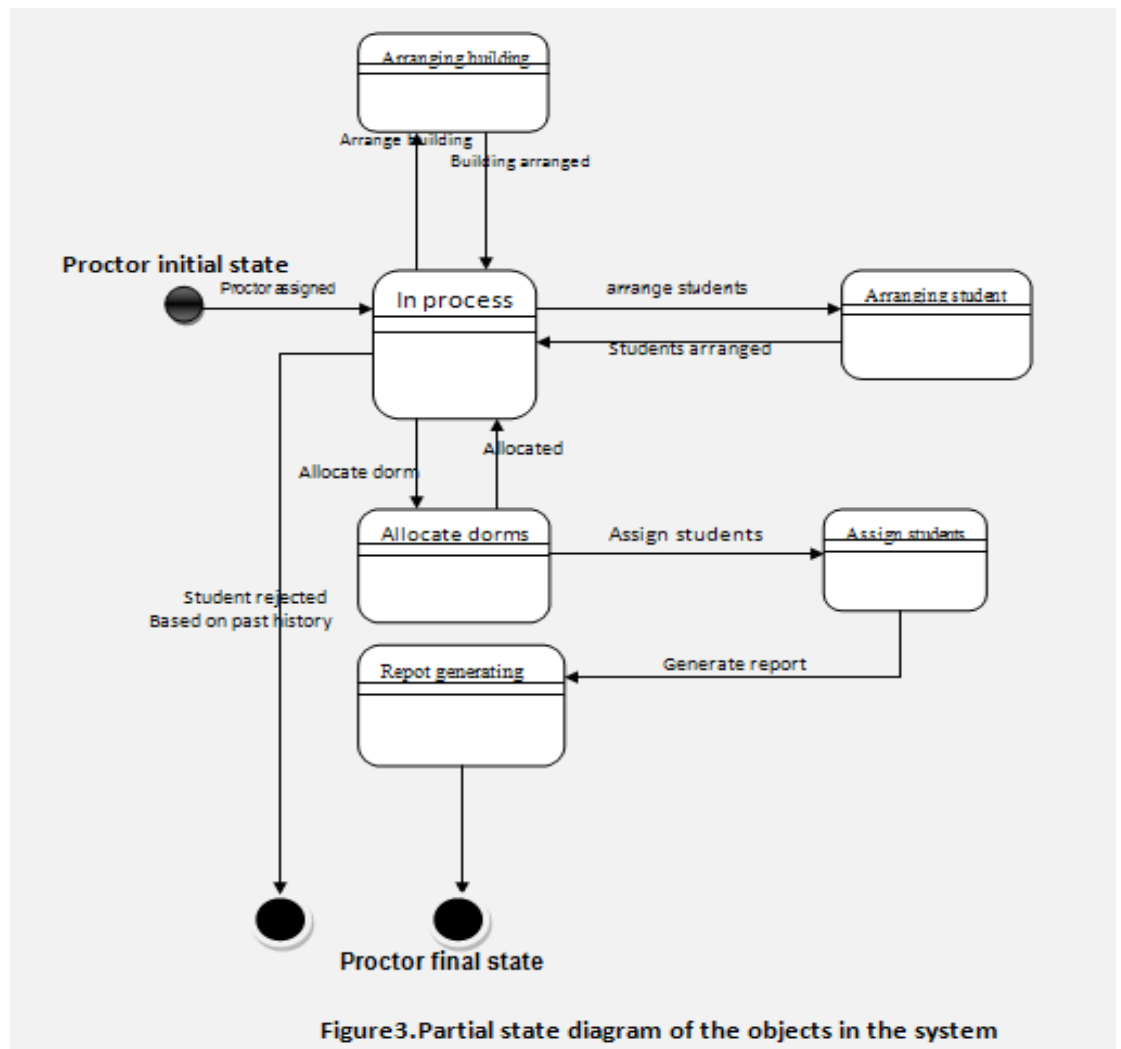 Arranging building
Arrange building
Building arranged
Proctor initial state
Proctor assigned
In process
arrange students
Arranging student
Students arranged
Allocated
Allocate dorm
Allocate dorms
Assign students
Assign students
Student rejected
Based on past history
Repot generating
Generate report
Proctor final state
Figure3.Partial state diagram of the objects in the system